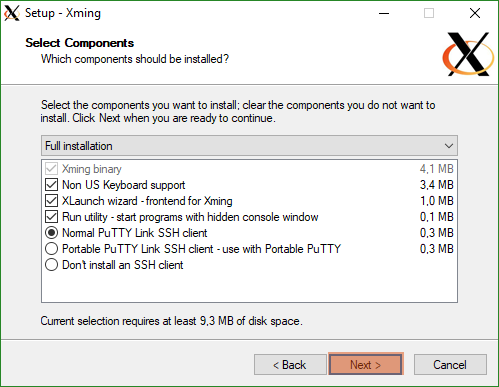 Setup - Xming
Select Components
Which components should be installed?
Select the components you want to install; clear the components you do not want to
install. Click Next when you are ready to continue.
Full installation
Xming binary 4,1 MB
Non US Keyboard support 3,4 MB
XLaunch wizard - frontend for Xming 1,0 MB
Run utility - start programs with hidden console window 0,1 MB
Normal PuTTY Link SSH client 0,3 MB
Portable PuTTY Link SSH client - use with Portable PuTTY 0,3 MB
Don't install an SSH client
Current selection requires at least 9,3 MB of disk space.
< Back Next > Cancel